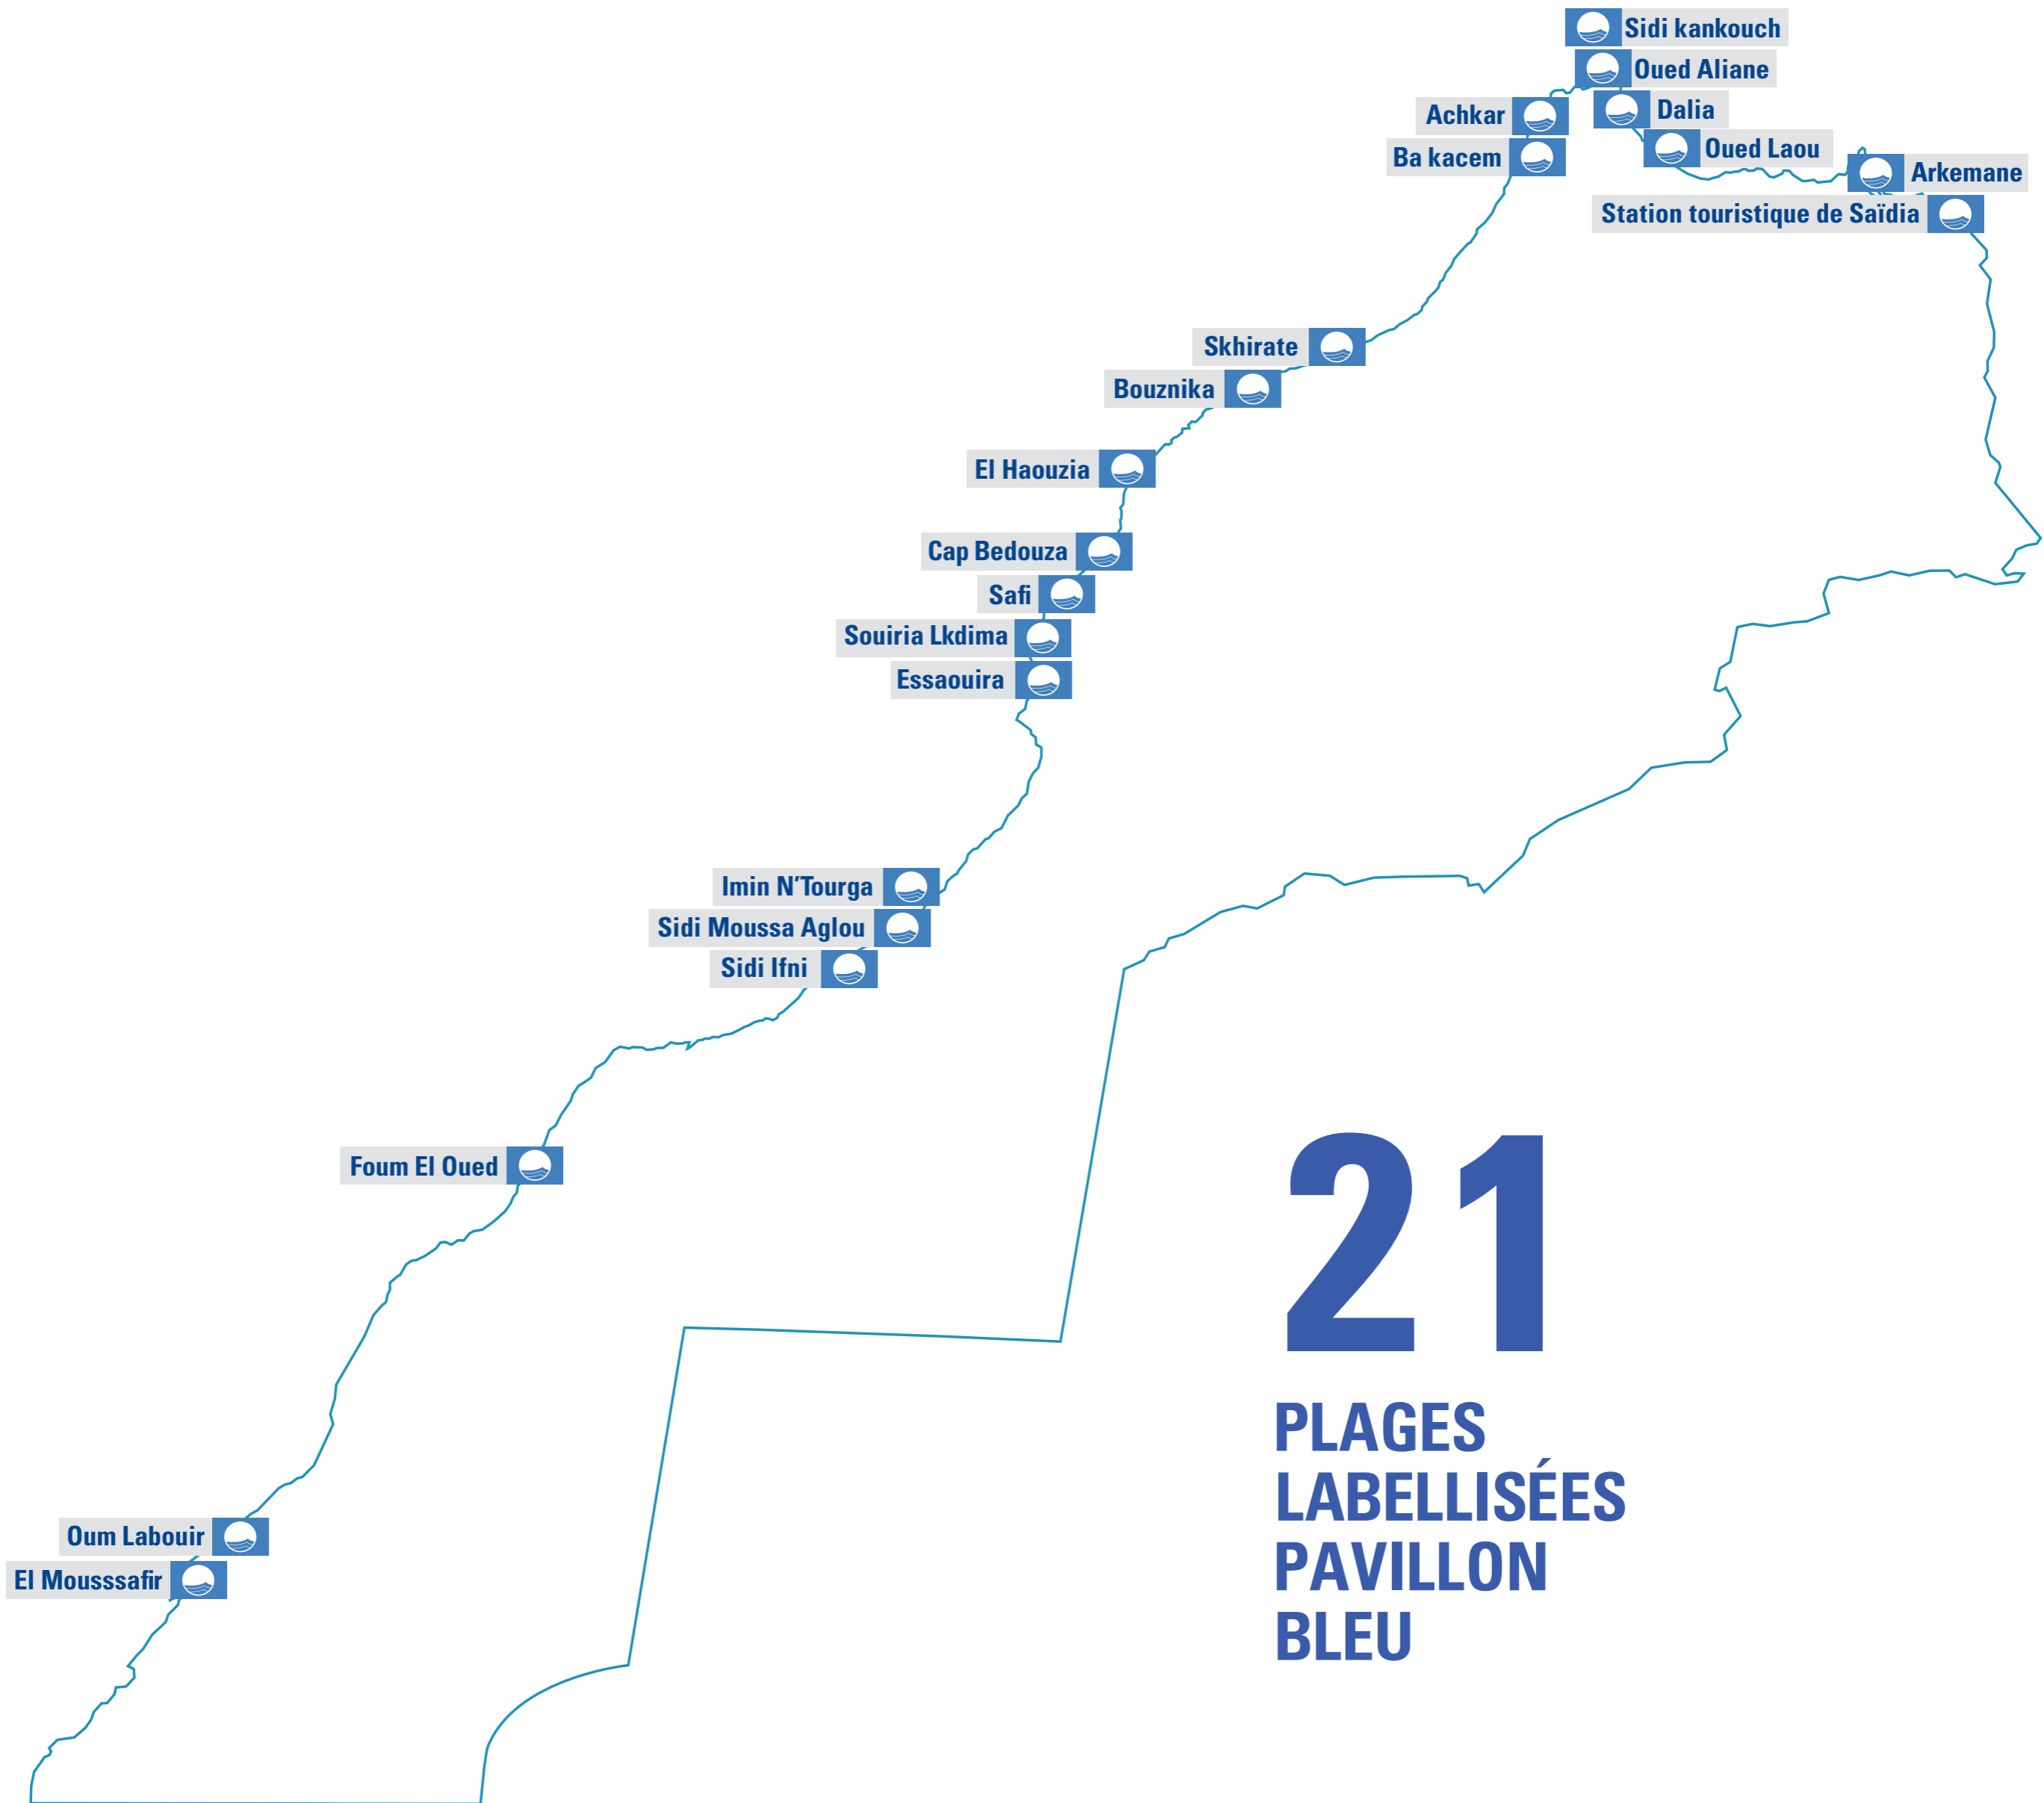 Sidi kankouch
Oued Aliane
Dalia
Achkar
Oued Laou
Ba kacem
Arkemane
Station touristique de Saïdia
Skhirate
Bouznika
El Haouzia
Cap Bedouza
Safi
Souiria Lkdima
Essaouira
Imin N'Tourga
Sidi Moussa Aglou
Sidi Ifni
Foum El Oued
21
PLAGES
LABELLISÉES
PAVILLON
BLEU
Oum Labouir
El Mousssafir